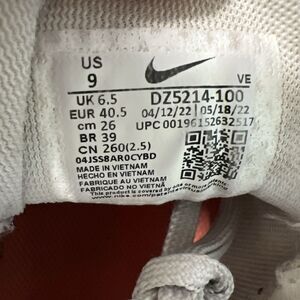 US
9
VE
UK 6.5
DZ5214-100
EUR 40.5
04/12/22
05/18/22
cm 26
UPC 00196152632517
BR 39
CN 260(2.5)
04JSS8AR0CYBD
MADE IN VIETNAM
HECHO EN VIETNAM
FABRIQUE AU VIETNAM
FABRICADO NO VIETNÃ